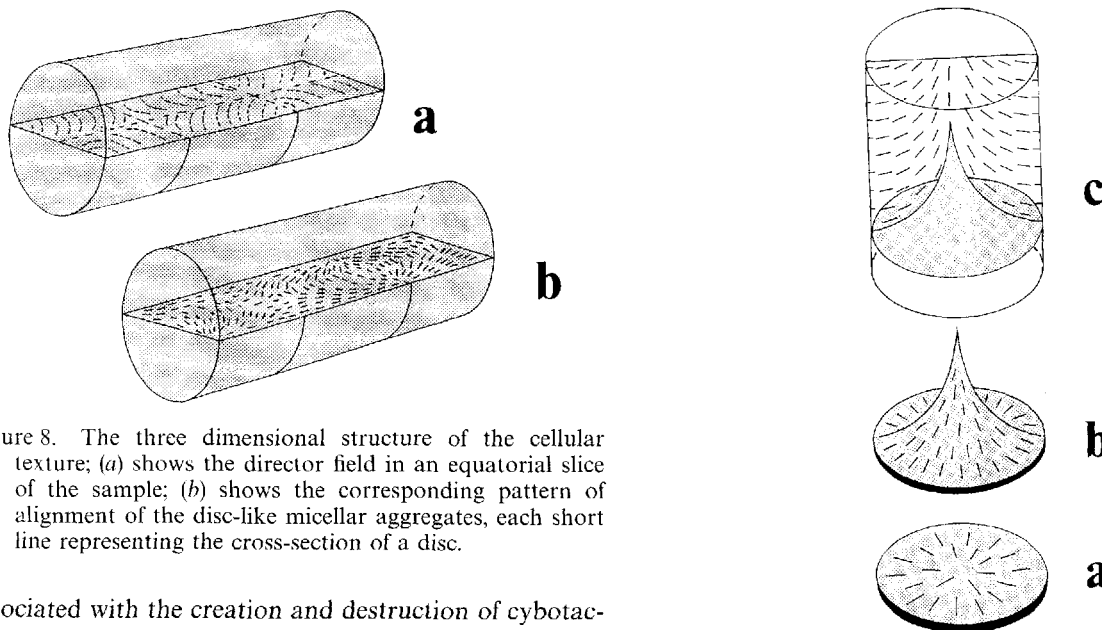 a
b
c
b
a
ure 8. The three dimensional structure of the cellular
texture; (a) shows the director field in an equatorial slice
of the sample; (b) shows the corresponding pattern of
alignment of the disc-like micellar aggregates, each short
line representing the cross-section of a disc.
ociated with the creation and destruction of cybotac-